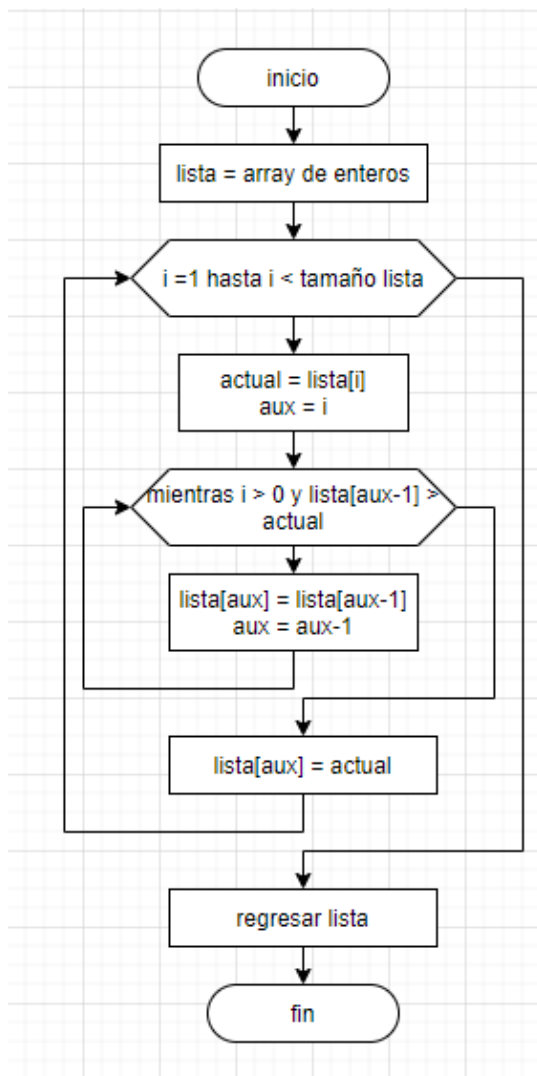 inicio
lista = array de enteros
i =1 hasta i < tamaño lista
actual = lista[i]
aux = i
mientras i > 0 y lista[aux-1] >
actual
lista[aux] = lista[aux-1]
aux = aux-1
lista[aux] = actual
regresar lista
fin